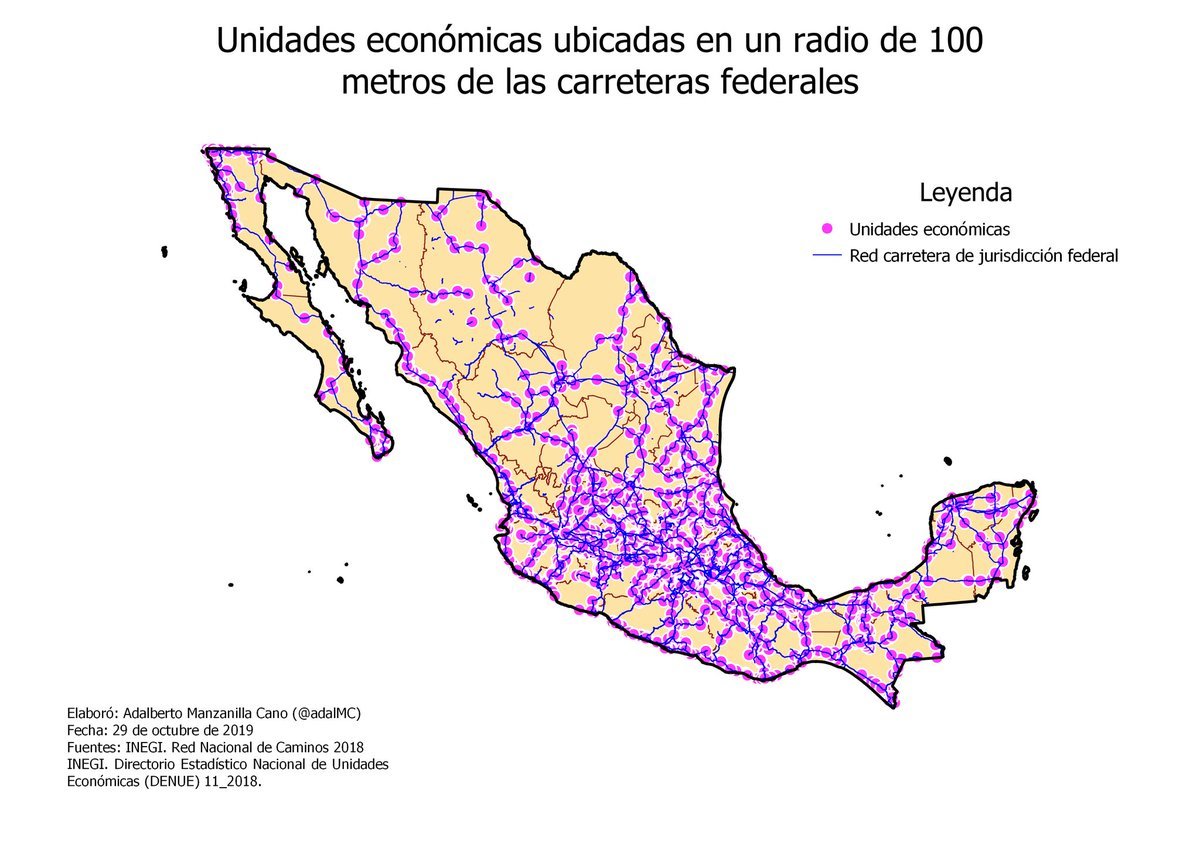 Unidades económicas ubicadas en un radio de 100
metros de las carreteras federales
Leyenda
Unidades económicas
Red carretera de jurisdicción federal
Elaboró: Adalberto Manzanilla Cano (@adalMC)
Fecha: 29 de octubre de 2019
Fuentes: INEGI. Red Nacional de Caminos 2018
INEGI. Directorio Estadístico Nacional de Unidades
Económicas (DENUE) 11_2018.